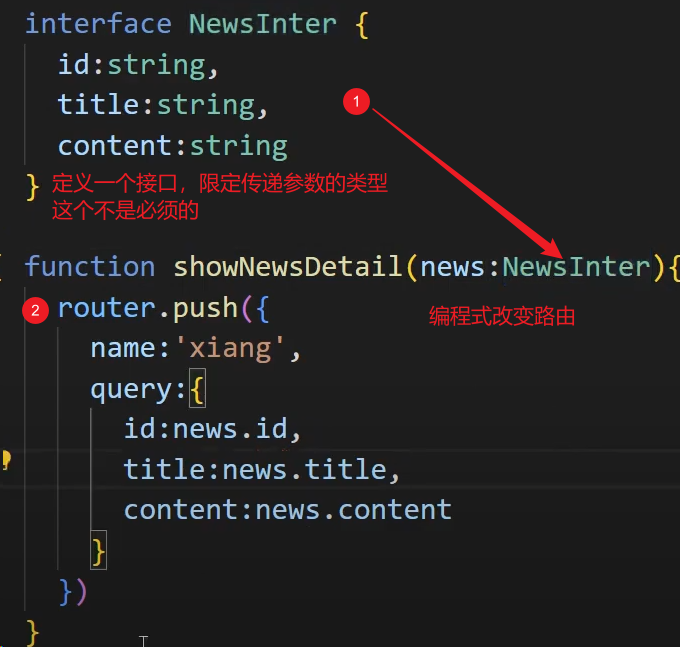 interface NewsInter {
id:string,
title:string,
1
content:string
} 定义一个接口，限定传递参数的类型
这个不是必须的
function showNewsDetail(news:NewsInter){
2 router.push({
编程式改变路由
name:'xiang',
query:{
id:news.id,
title:news.title,
content:news.content
}
})
}